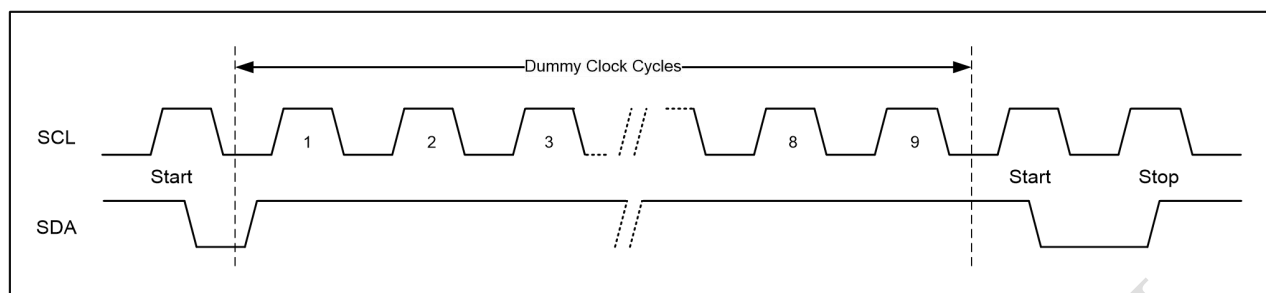 Dummy Clock Cycles
SCL
1 2 3 8 9
Start Start Stop
SDA